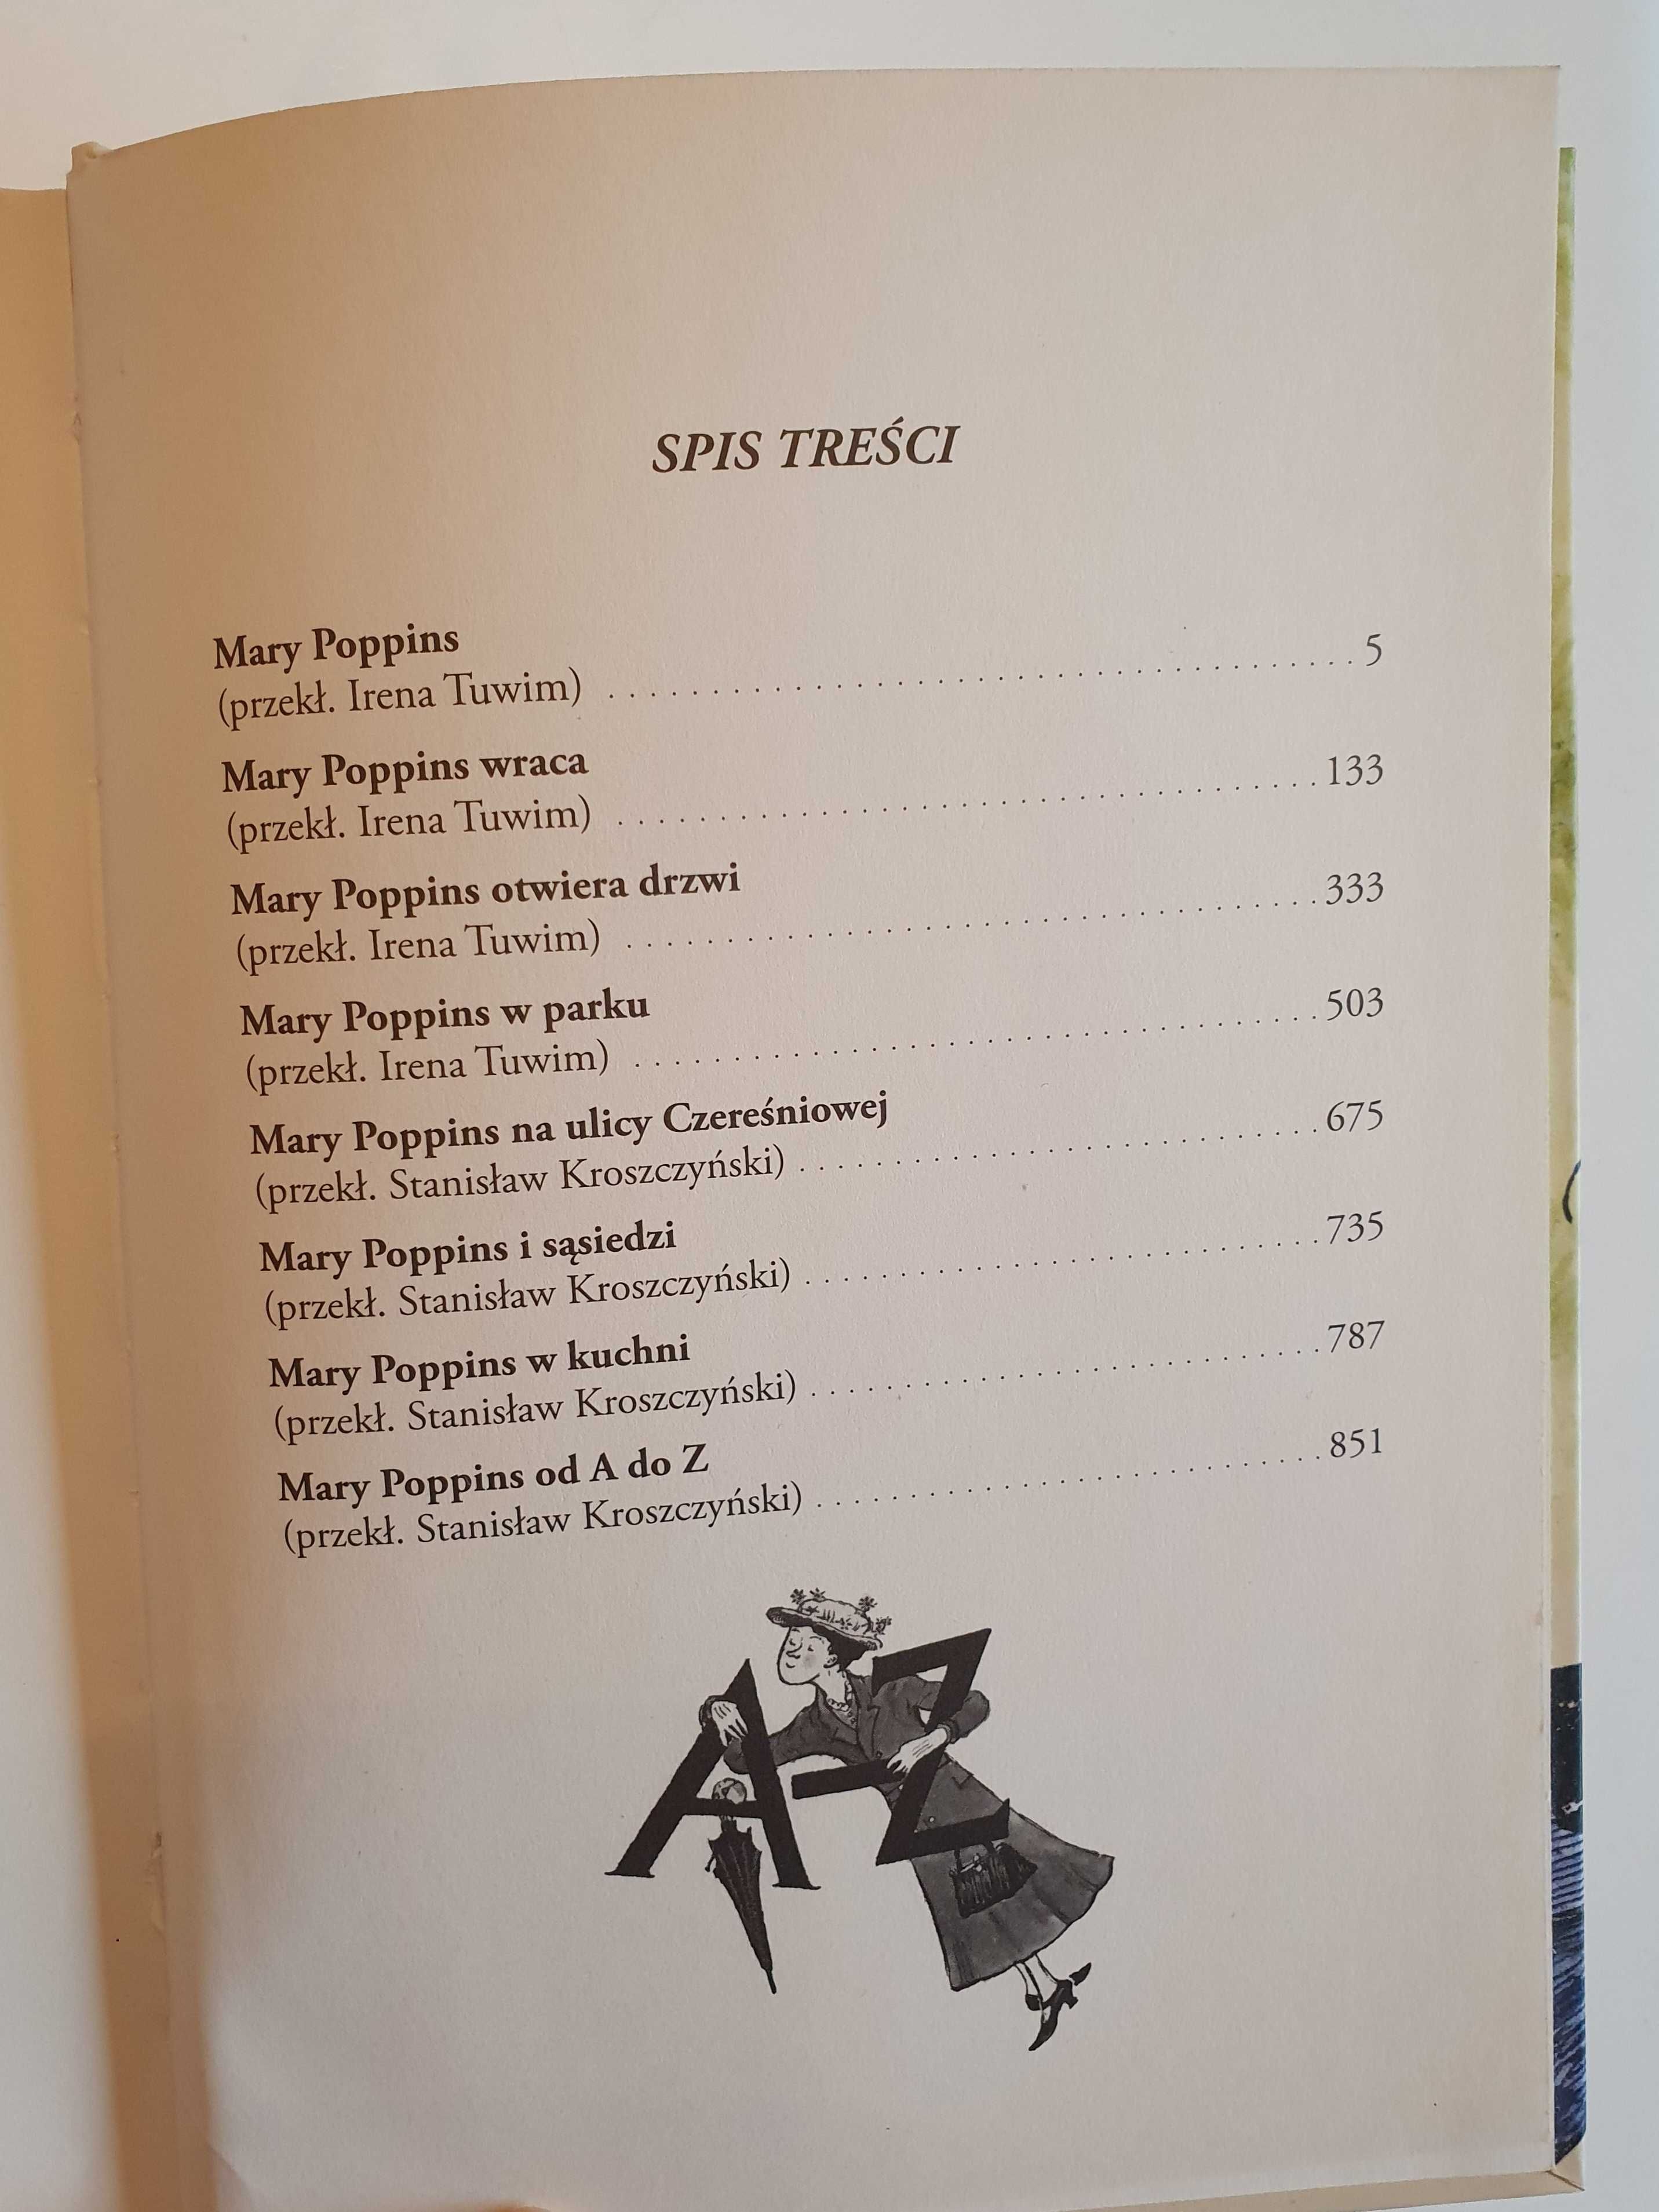 SPIS TREŚCI
Mary Poppins
(przekł. Irena Tuwim) . . . . . . . . . . . . . . . . . . . . . . . . . . . . . . . . . . . . . 5
Mary Poppins wraca
(przekł. Irena Tuwim) . . . . . . . . . . . . . . . . . . . . . . . . . . . . . . . . . . . 133
Mary Poppins otwiera drzwi
(przekł. Irena Tuwim) . . . . . . . . . . . . . . . . . . . . . . . . . . . . . . . . . . . 333
Mary Poppins w parku
(przekł. Irena Tuwim) . . . . . . . . . . . . . . . . . . . . . . . . . . . . . . . . . . . 503
Mary Poppins na ulicy Czereśniowej
(przekł. Stanisław Kroszczyński) . . . . . . . . . . . . . . . . . . . . . . . . . . . 675
Mary Poppins i sąsiedzi
(przekł. Stanisław Kroszczyński) . . . . . . . . . . . . . . . . . . . . . . . . . . . 735
Mary Poppins w kuchni
(przekł. Stanisław Kroszczyński) . . . . . . . . . . . . . . . . . . . . . . . . . . . 787
Mary Poppins od A do Z
(przekł. Stanisław Kroszczyński) . . . . . . . . . . . . . . . . . . . . . . . . . . . 851
A–Z